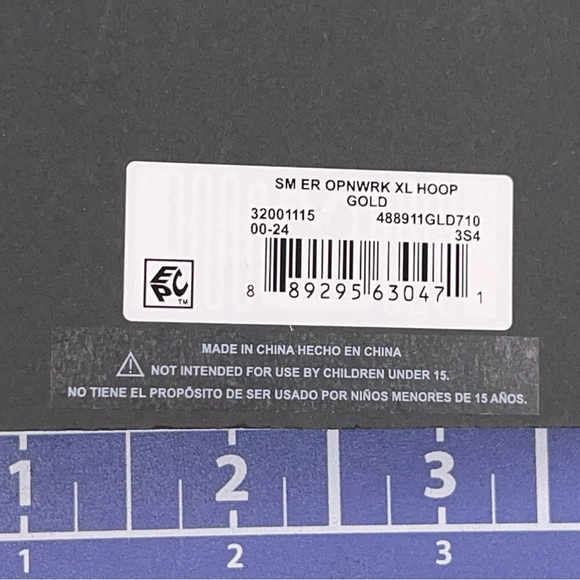 SM ER OPNWRK XL HOOP
GOLD
32001115 488911GLD710
00-24 3S4
EPC TM
8 89295 63047 1
MADE IN CHINA HECHO EN CHINA
NOT INTENDED FOR USE BY CHILDREN UNDER 15.
NO TIENE EL PROPÓSITO DE SER USADO POR NIÑOS MENORES DE 15 AÑOS.
1 2 3
1 2 3